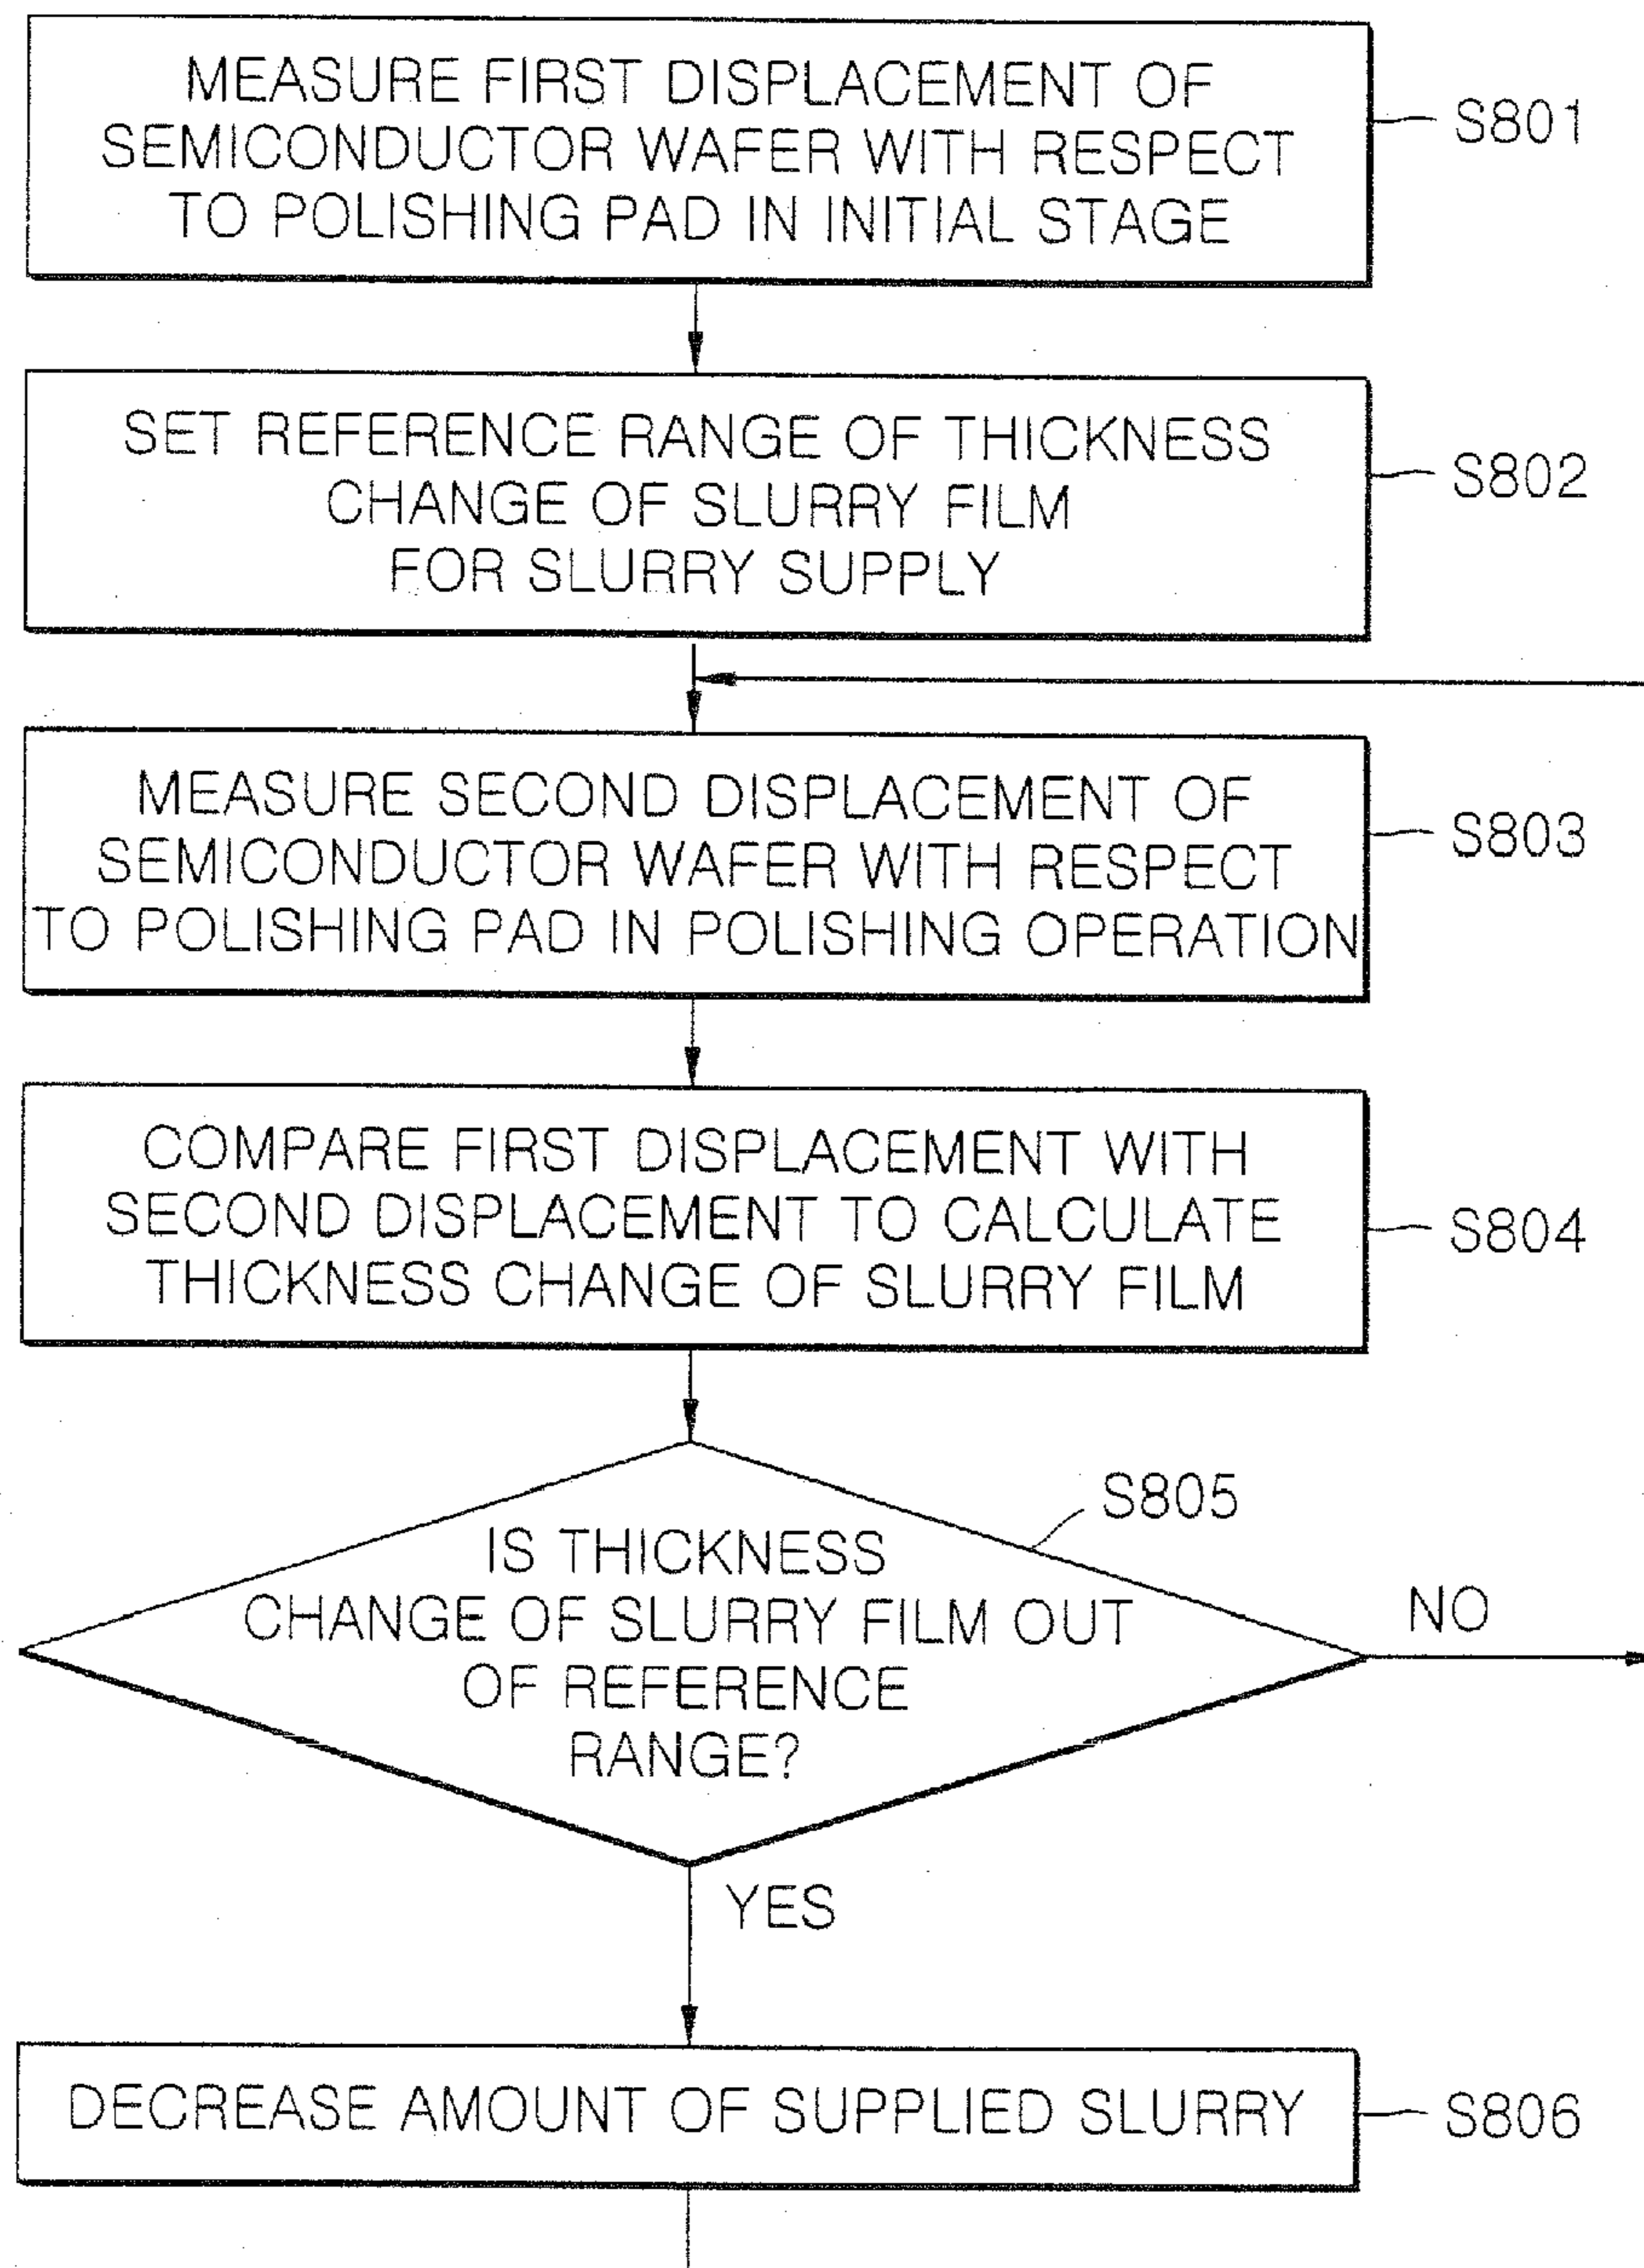 MEASURE FIRST DISPLACEMENT OF
SEMICONDUCTOR WAFER WITH RESPECT
TO POLISHING PAD IN INITIAL STAGE
S801
SET REFERENCE RANGE OF THICKNESS
CHANGE OF SLURRY FILM
FOR SLURRY SUPPLY
S802
MEASURE SECOND DISPLACEMENT OF
SEMICONDUCTOR WAFER WITH RESPECT
TO POLISHING PAD IN POLISHING OPERATION
S803
COMPARE FIRST DISPLACEMENT WITH
SECOND DISPLACEMENT TO CALCULATE
THICKNESS CHANGE OF SLURRY FILM
S804
S805
IS THICKNESS
CHANGE OF SLURRY FILM OUT
OF REFERENCE
RANGE?
NO
YES
DECREASE AMOUNT OF SUPPLIED SLURRY
S806